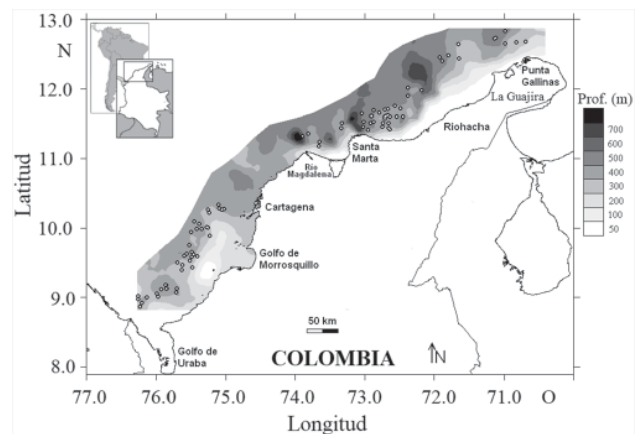 13.0
N
12.0
11.0
10.0
9.0
8.0
Latitud
Punta
Gallinas
La Guajira
Riohacha
Santa
Marta
Río
Magdalena
Cartagena
Golfo de
Morrosquillo
Golfo de
Uraba
50 km
COLOMBIA
N
Prof. (m)
700
600
500
400
300
200
100
50
77.0 76.0 75.0 74.0 73.0 72.0 71.0 O
Longitud